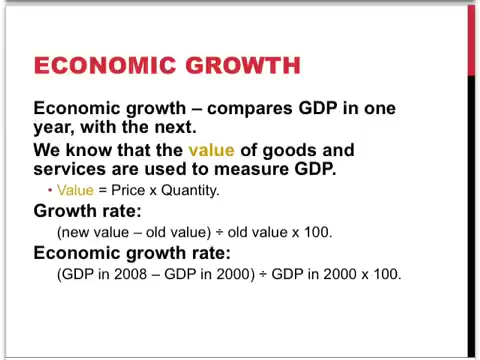 ECONOMIC GROWTH
Economic growth – compares GDP in one
year, with the next.
We know that the value of goods and
services are used to measure GDP.
• Value = Price x Quantity.
Growth rate:
(new value – old value) ÷ old value x 100.
Economic growth rate:
(GDP in 2008 – GDP in 2000) ÷ GDP in 2000 x 100.